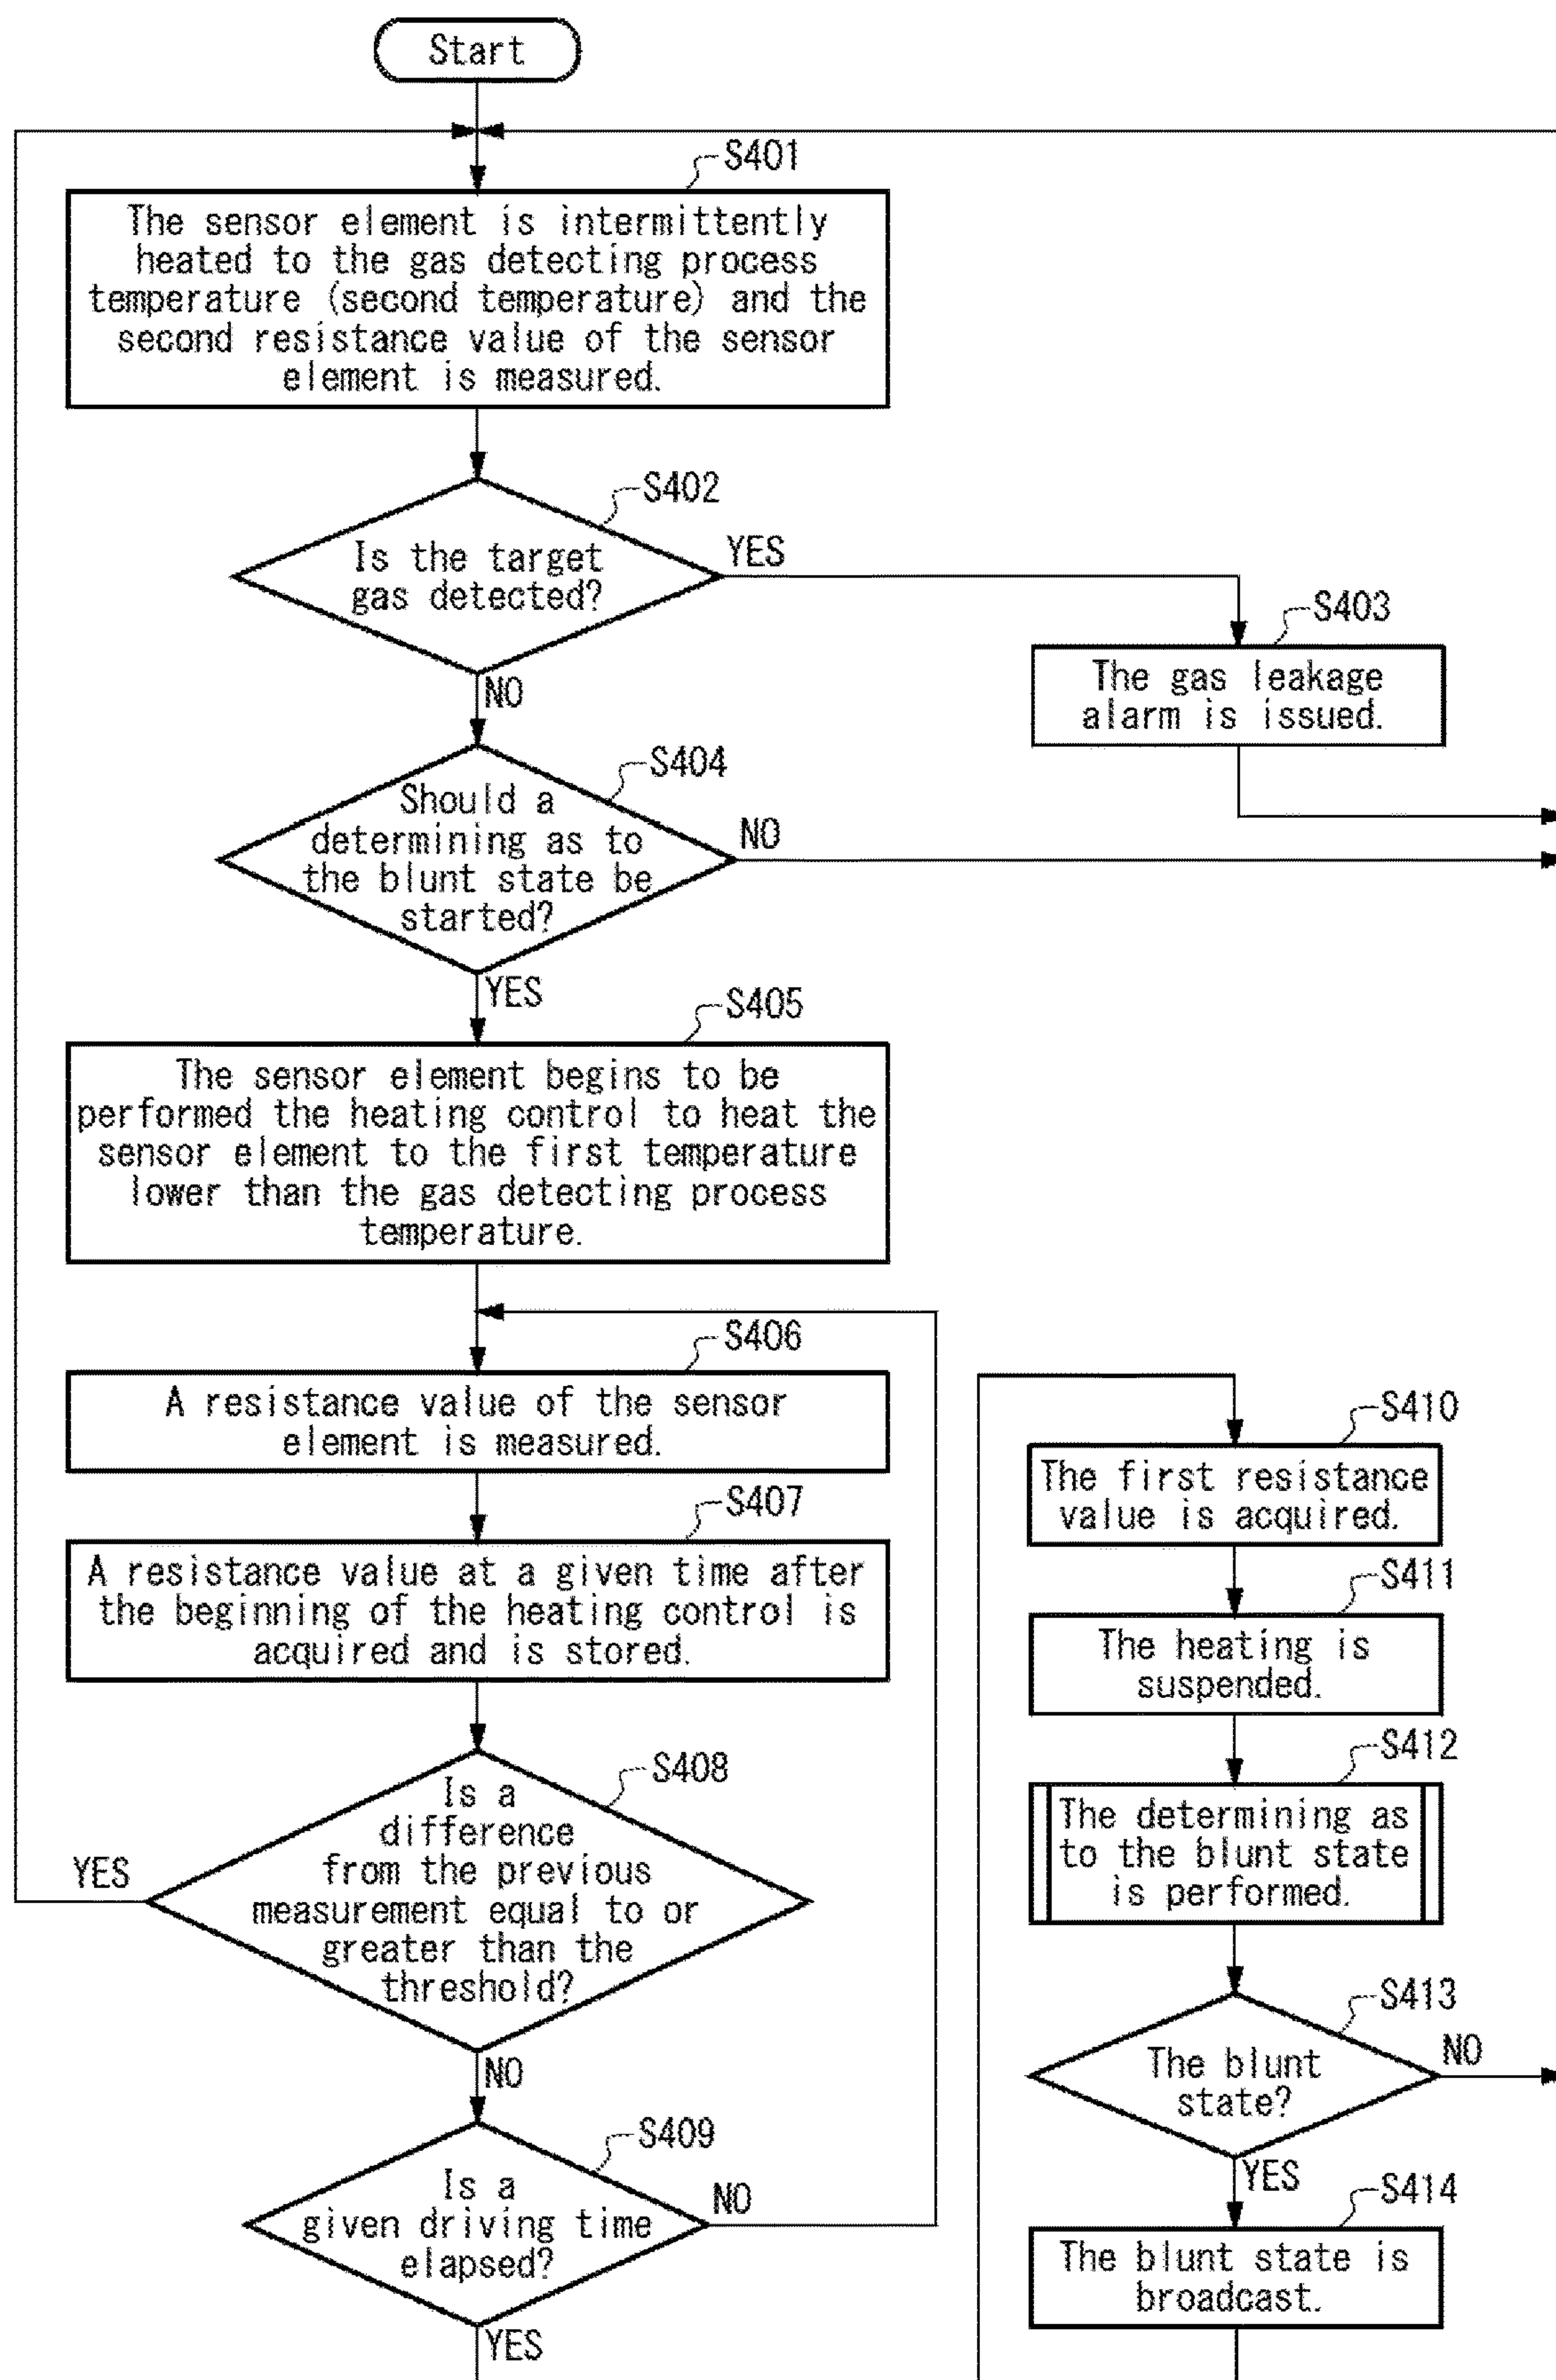 Start
S401
The sensor element is intermittently
heated to the gas detecting process
temperature (second temperature) and the
second resistance value of the sensor
element is measured.
S402
Is the target
gas detected?
YES
NO
S403
The gas leakage
alarm is issued.
S404
Should a
determining as to
the blunt state be
started?
NO
YES
S405
The sensor element begins to be
performed the heating control to heat the
sensor element to the first temperature
lower than the gas detecting process
temperature.
S406
A resistance value of the sensor
element is measured.
S407
A resistance value at a given time after
the beginning of the heating control is
acquired and is stored.
S408
Is a
difference
from the previous
measurement equal to or
greater than the
threshold?
YES
NO
S409
Is a
given driving time
elapsed?
NO
YES
S410
The first resistance
value is acquired.
S411
The heating is
suspended.
S412
The determining as
to the blunt state
is performed.
S413
The blunt
state?
NO
YES
S414
The blunt state is
broadcast.